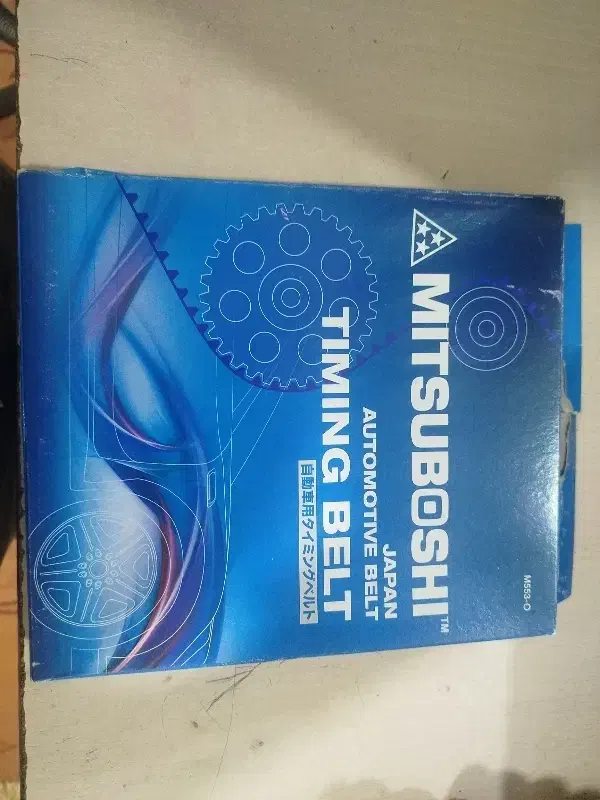 MITSUBOSHI™
JAPAN
AUTOMOTIVE BELT
TIMING BELT
自動車用タイミングベルト
M553-O